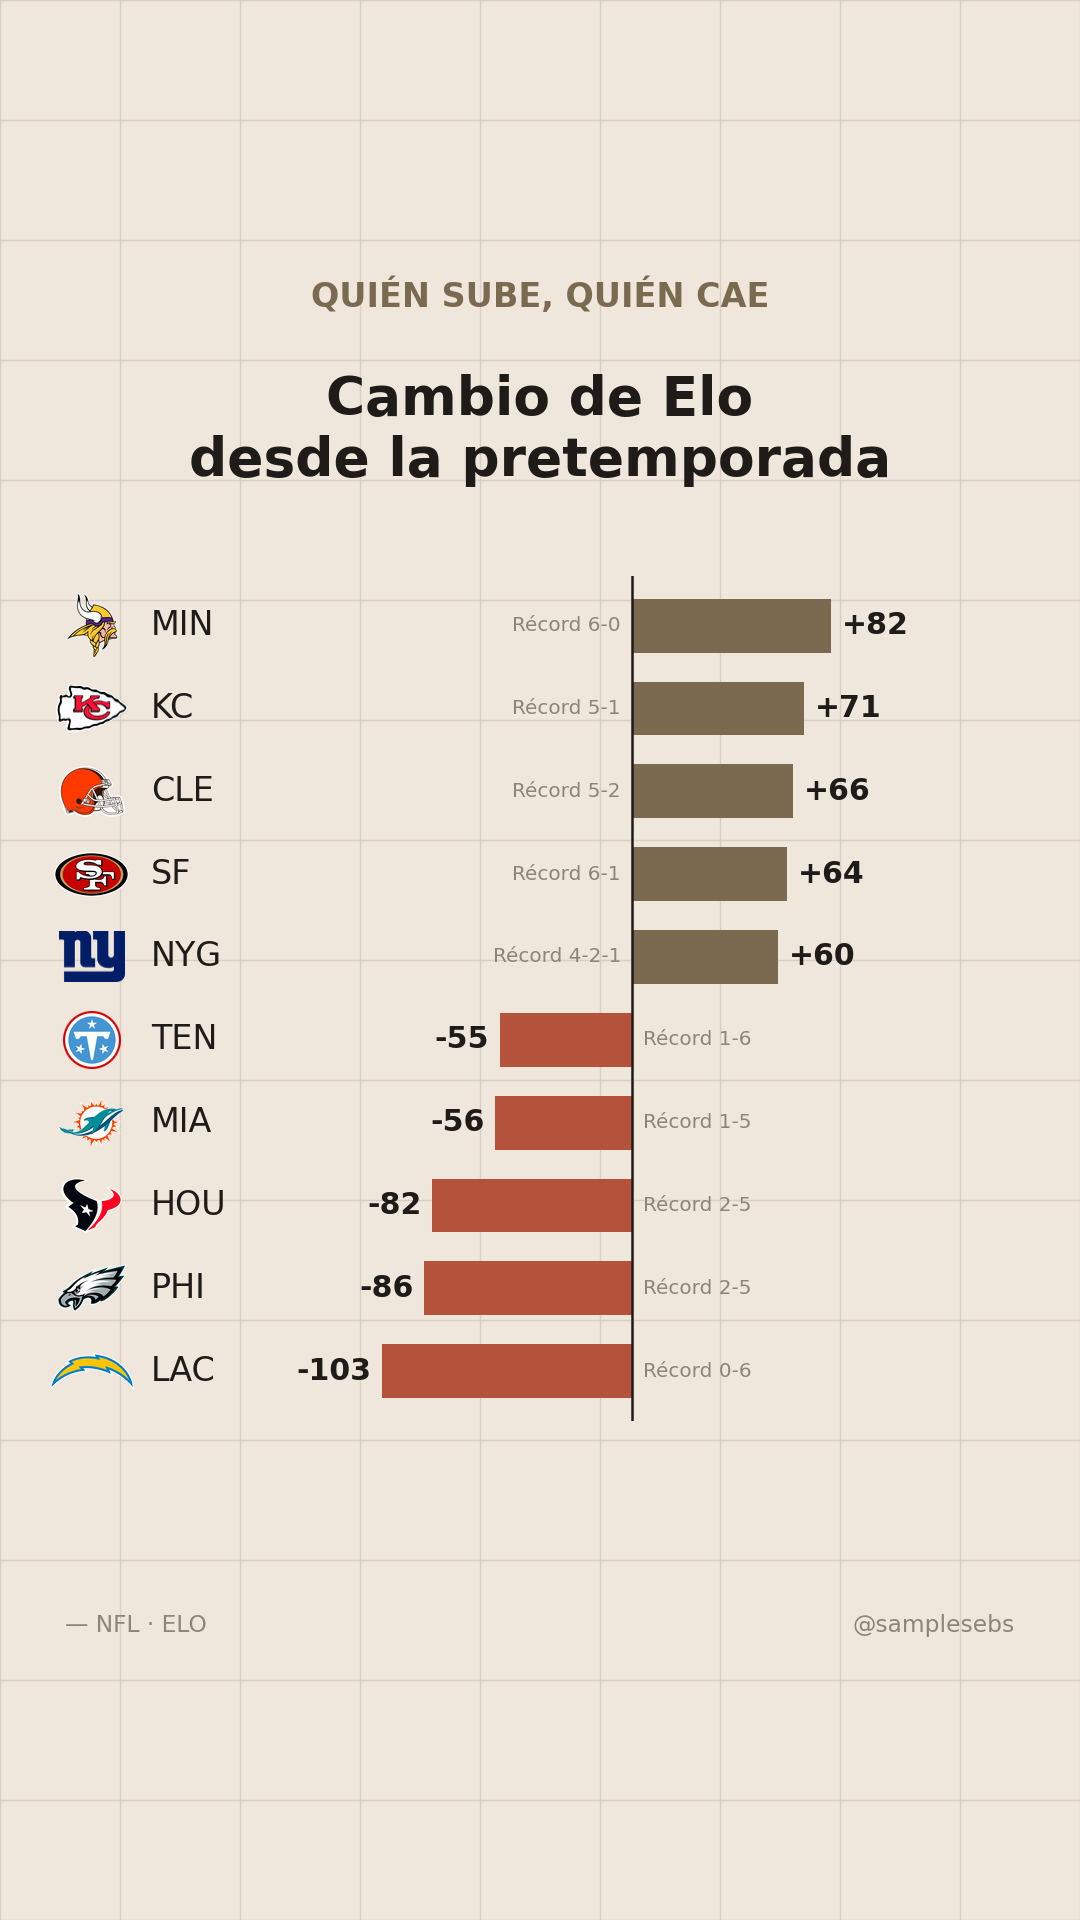 QUIÉN SUBE, QUIÉN CAE
Cambio de Elo
desde la pretemporada
MIN Récord 6-0 +82
KC KC Récord 5-1 +71
CLE Récord 5-2 +66
SF SF Récord 6-1 +64
ny NYG Récord 4-2-1 +60
T TEN -55 Récord 1-6
MIA -56 Récord 1-5
HOU -82 Récord 2-5
PHI -86 Récord 2-5
LAC -103 Récord 0-6
— NFL · ELO @samplesebs